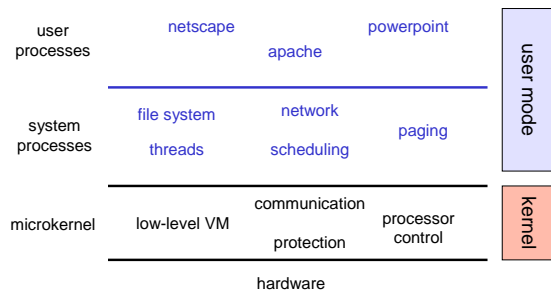 user
processes
netscape
powerpoint
apache
user mode
system
processes
file system
network
paging
threads
scheduling
microkernel
low-level VM
communication
processor
control
protection
kernel
hardware